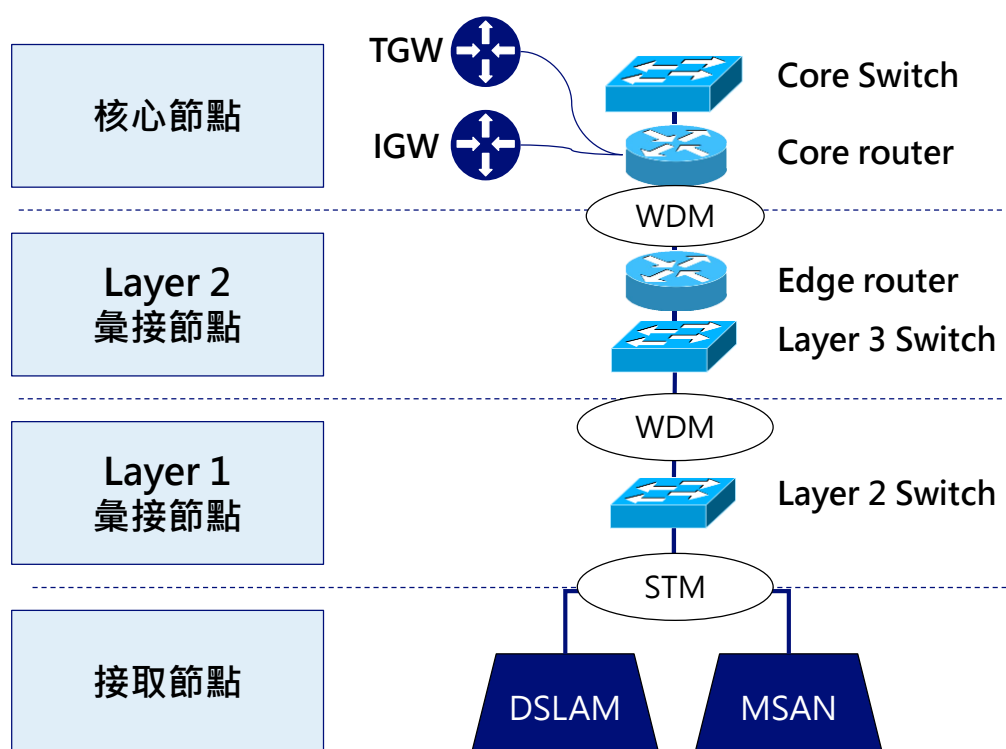 TGW
Core Switch
核心節點
IGW
Core router
WDM
Layer 2
彙接節點
Edge router
Layer 3 Switch
WDM
Layer 1
彙接節點
Layer 2 Switch
STM
接取節點
DSLAM
MSAN